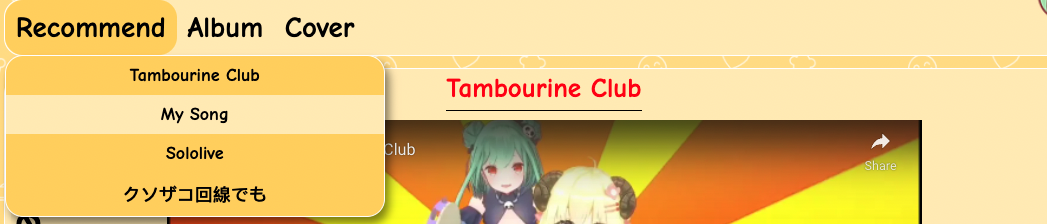 Recommend Album Cover
Tambourine Club
My Song
Sololive
クソザコ回線でも
Tambourine Club
Club
Share